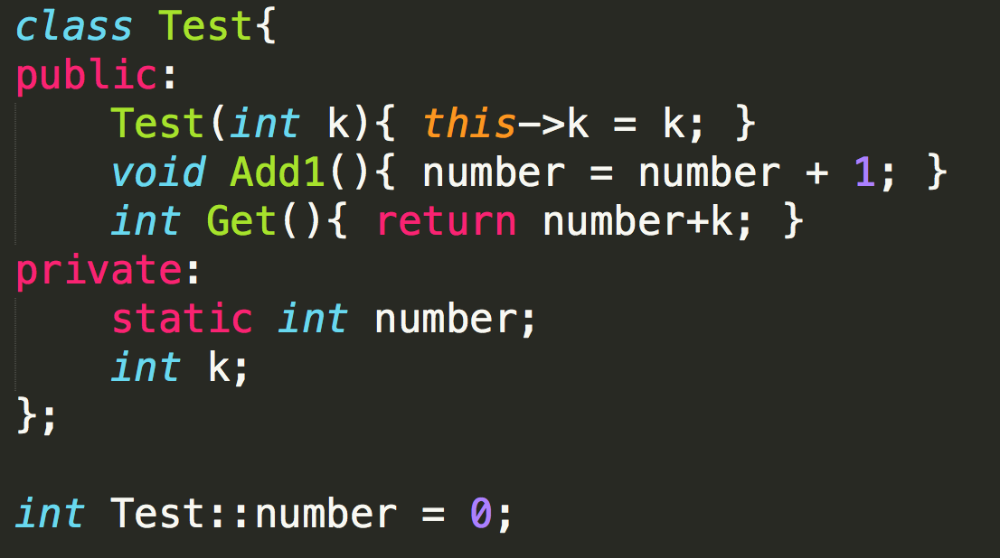 class Test{
public:
    Test(int k){ this->k = k; }
    void Add1(){ number = number + 1; }
    int Get(){ return number+k; }
private:
    static int number;
    int k;
};

int Test::number = 0;